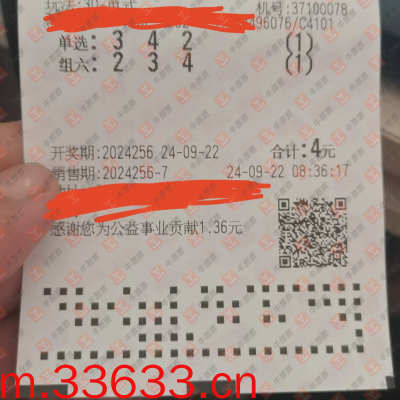 玩法:3D-单式
机号:37100078
496076/C4101
单选: 3 4 2 {1}
组六: 2 3 4 {1}
开奖期:2024256 24-09-22 合计:4元
销售期:2024256-7 24-09-22 08:36:17
感谢您为公益事业贡献1.36元
m.33633.cn